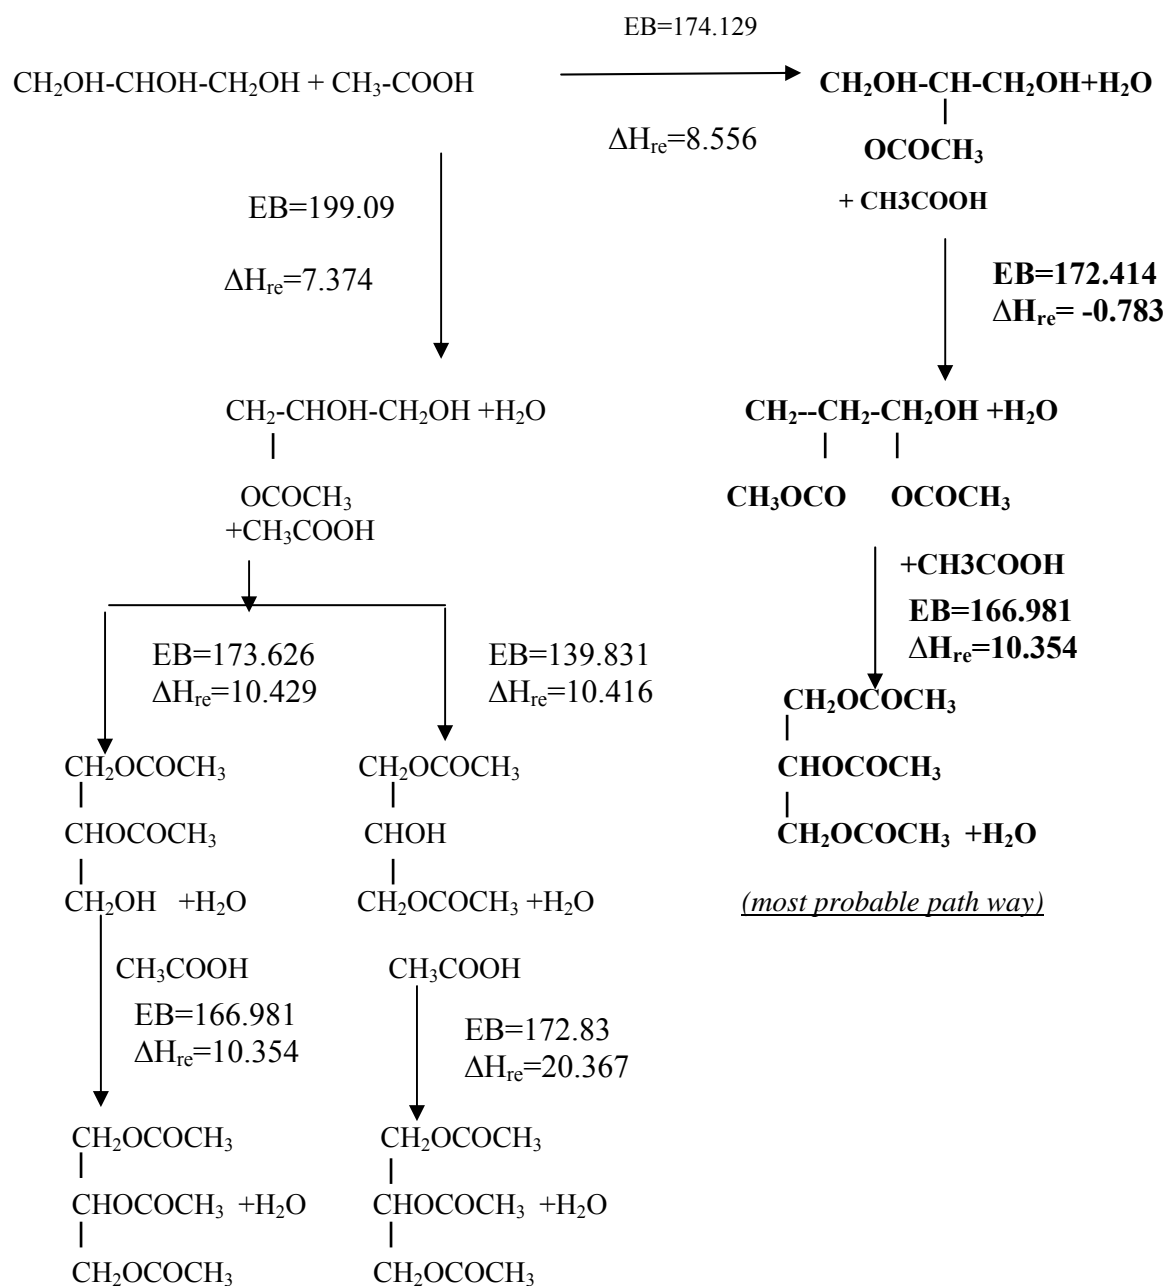 EB=174.129
CH₂OH-CHOH-CH₂OH + CH₃-COOH
CH₂OH-CH-CH₂OH+H₂O
ΔHre=8.556
OCOCH₃
+ CH3COOH
EB=199.09
ΔHre=7.374
EB=172.414
ΔHre= -0.783
CH₂-CHOH-CH₂OH +H₂O
OCOCH₃
+CH₃COOH
CH₂--CH₂-CH₂OH +H₂O
CH₃OCO OCOCH₃
+CH3COOH
EB=166.981
ΔHre=10.354
EB=173.626
ΔHre=10.429
EB=139.831
ΔHre=10.416
CH₂OCOCH₃
CHOCOCH₃
CH₂OH +H₂O
CH₂OCOCH₃
CHOH
CH₂OCOCH₃ +H₂O
CH₂OCOCH₃
CHOCOCH₃
CH₂OCOCH₃ +H₂O
(most probable path way)
CH₃COOH
EB=166.981
ΔHre=10.354
CH₃COOH
EB=172.83
ΔHre=20.367
CH₂OCOCH₃
CHOCOCH₃ +H₂O
CH₂OCOCH₃
CH₂OCOCH₃
CHOCOCH₃ +H₂O
CH₂OCOCH₃